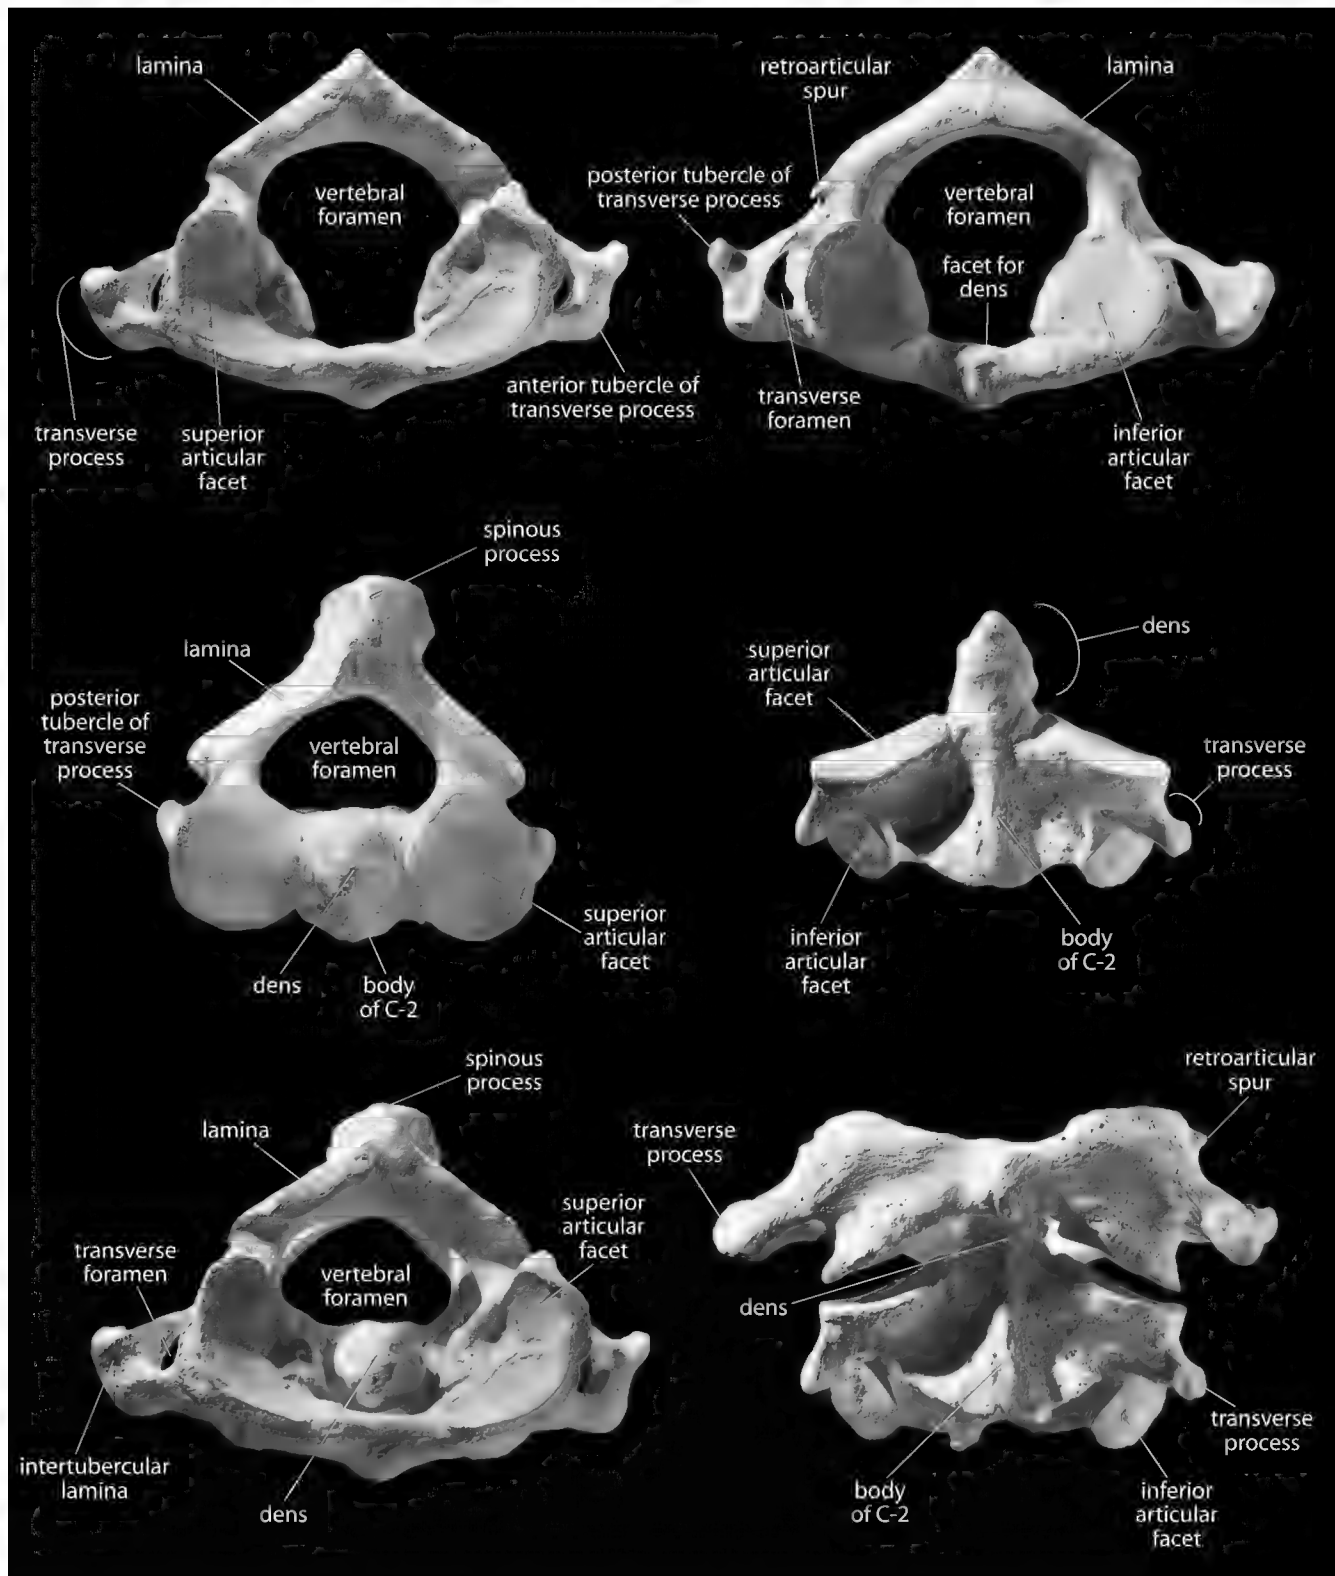 lamina
vertebral
foramen
transverse
process
superior
articular
facet
anterior tubercle of
transverse process
retroarticular
spur
lamina
posterior tubercle of
transverse process
vertebral
foramen
facet for
dens
transverse
foramen
inferior
articular
facet
spinous
process
lamina
posterior
tubercle of
transverse
process
vertebral
foramen
superior
articular
facet
dens
body
of C-2
dens
superior
articular
facet
transverse
process
inferior
articular
facet
body
of C-2
spinous
process
lamina
superior
articular
facet
transverse
foramen
vertebral
foramen
intertubercular
lamina
dens
retroarticular
spur
transverse
process
dens
transverse
process
body
of C-2
inferior
articular
facet